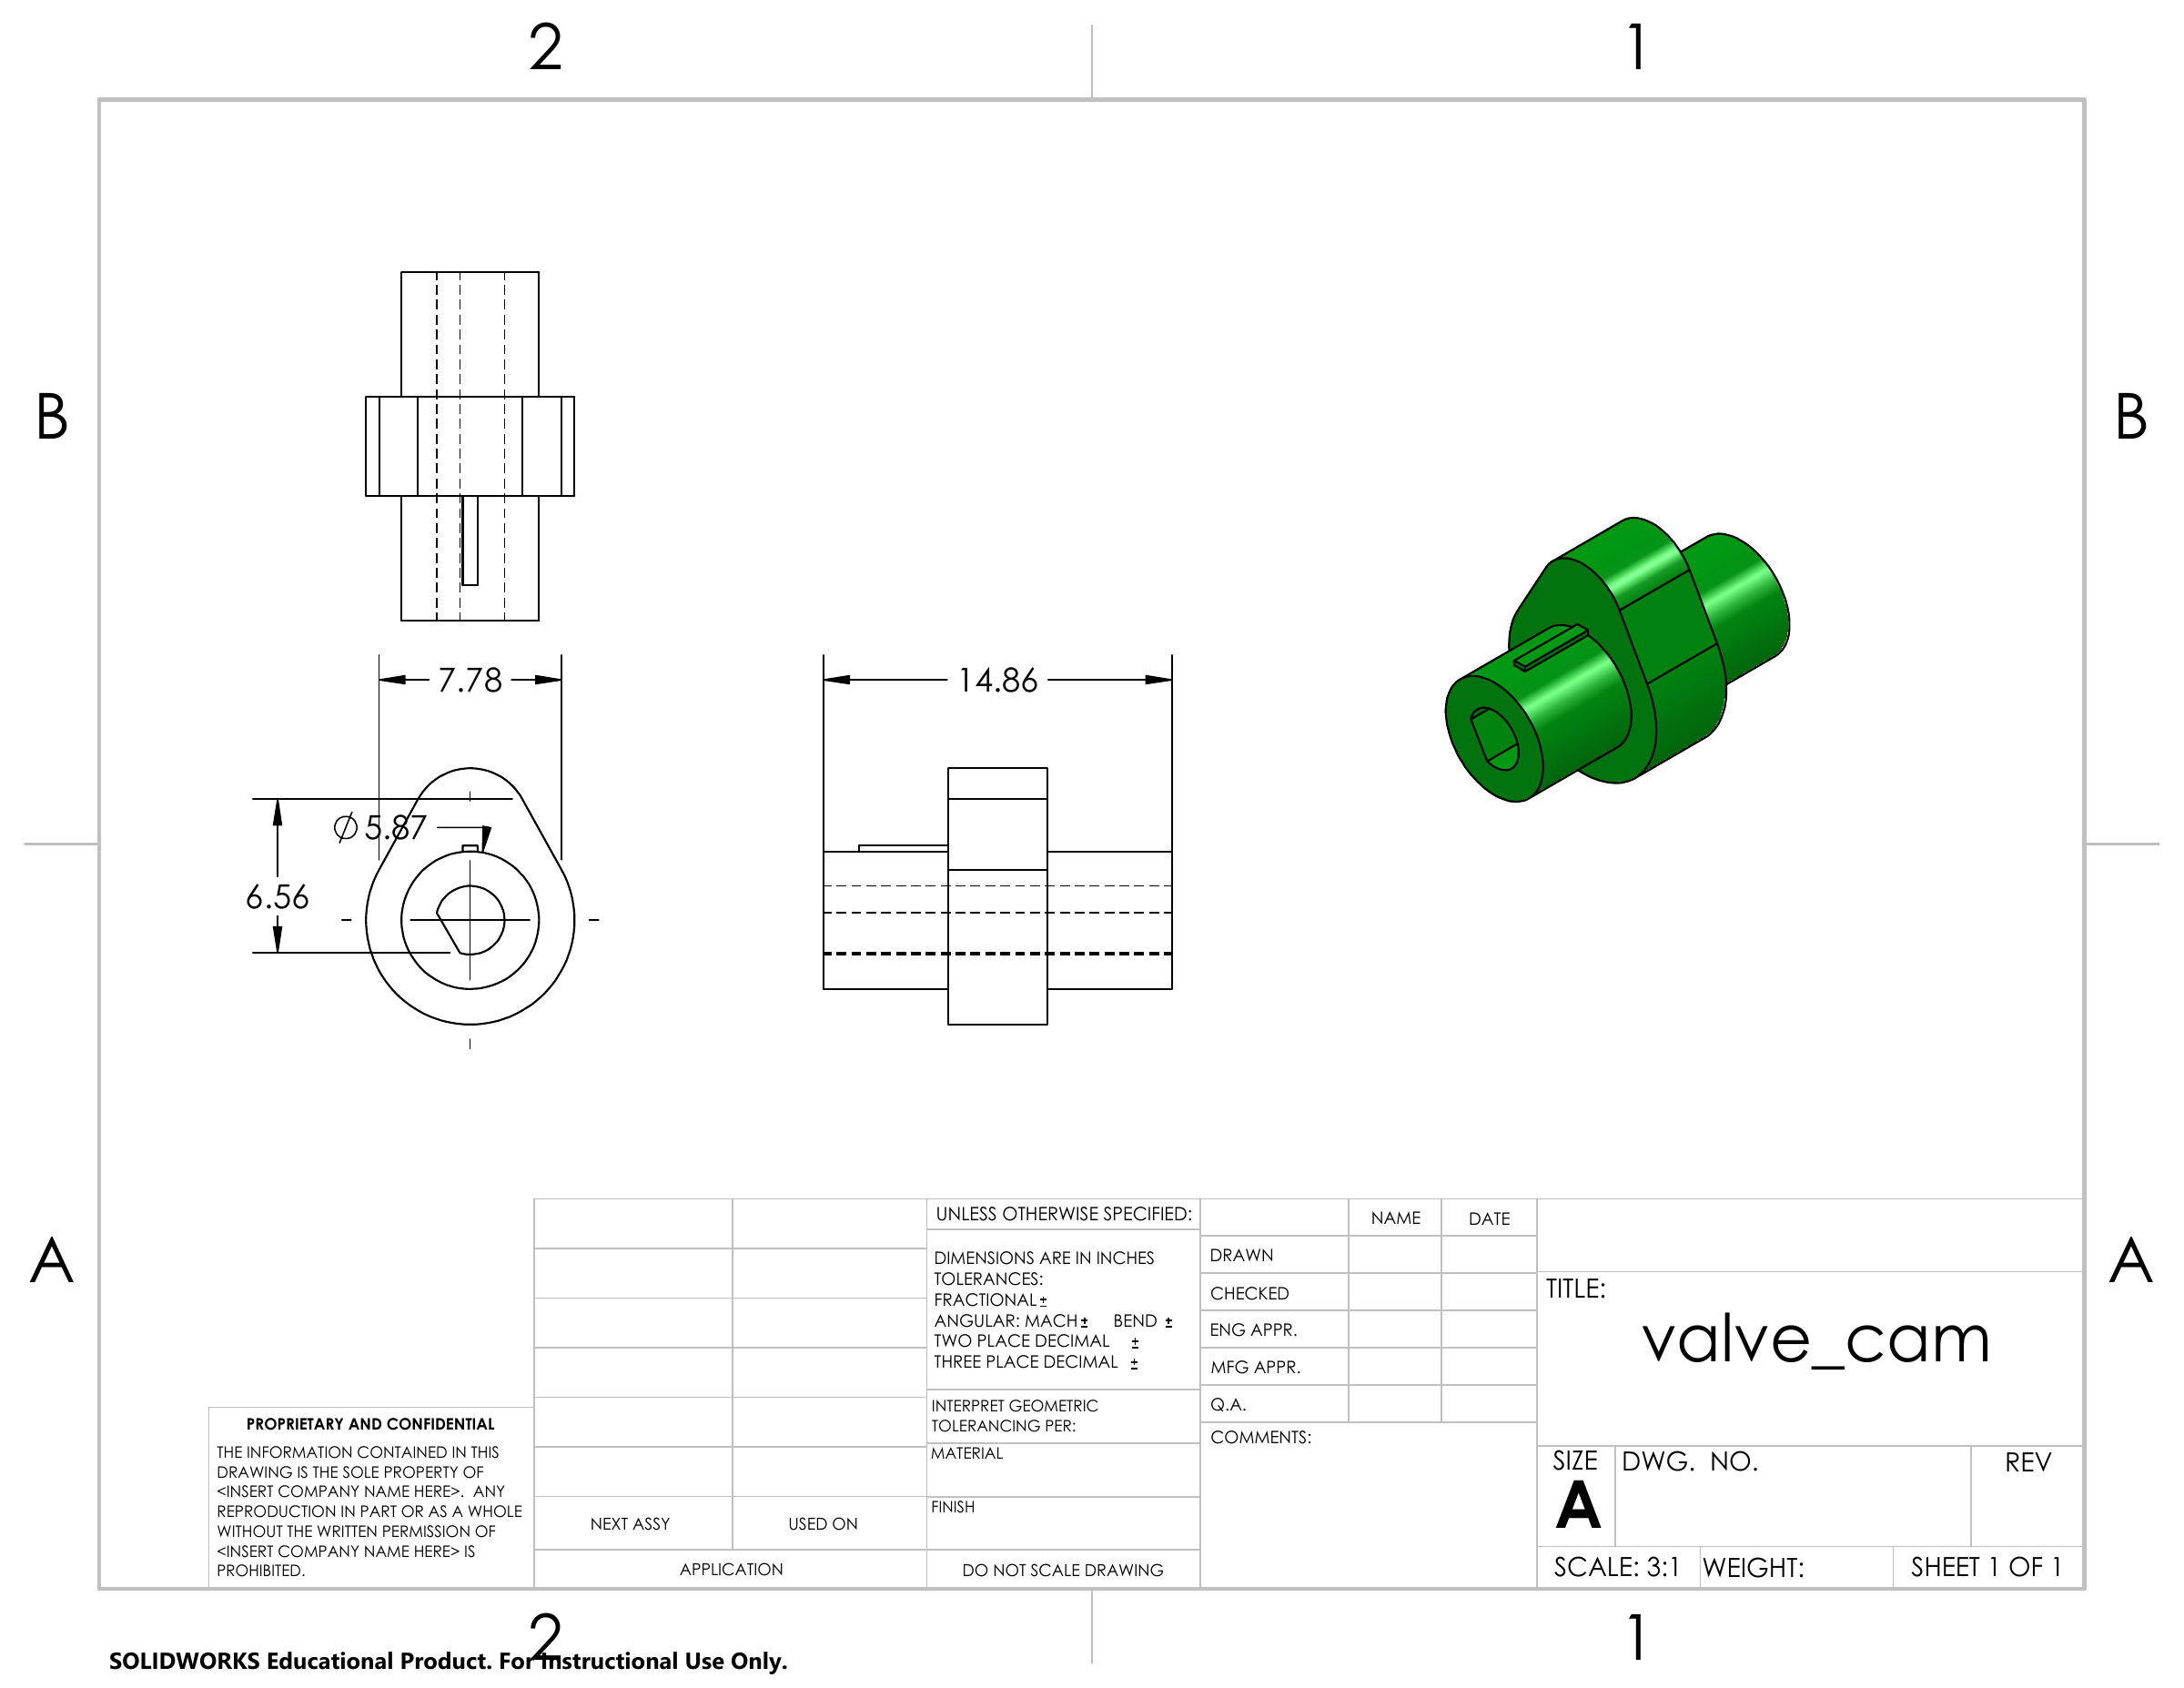 2 1
B B
7.78 14.86
⌀5.87
6.56
A A
UNLESS OTHERWISE SPECIFIED:
DIMENSIONS ARE IN INCHES
TOLERANCES:
FRACTIONAL±
ANGULAR: MACH± BEND ±
TWO PLACE DECIMAL ±
THREE PLACE DECIMAL ±
INTERPRET GEOMETRIC
TOLERANCING PER:
MATERIAL
FINISH
DO NOT SCALE DRAWING
NAME DATE
DRAWN
CHECKED
ENG APPR.
MFG APPR.
Q.A.
COMMENTS:
TITLE:
valve_cam
SIZE DWG. NO. REV
A
SCALE: 3:1 WEIGHT: SHEET 1 OF 1
PROPRIETARY AND CONFIDENTIAL
THE INFORMATION CONTAINED IN THIS
DRAWING IS THE SOLE PROPERTY OF
<INSERT COMPANY NAME HERE>. ANY
REPRODUCTION IN PART OR AS A WHOLE
WITHOUT THE WRITTEN PERMISSION OF
<INSERT COMPANY NAME HERE> IS
PROHIBITED.
NEXT ASSY USED ON
APPLICATION
2 1
SOLIDWORKS Educational Product. For Instructional Use Only.